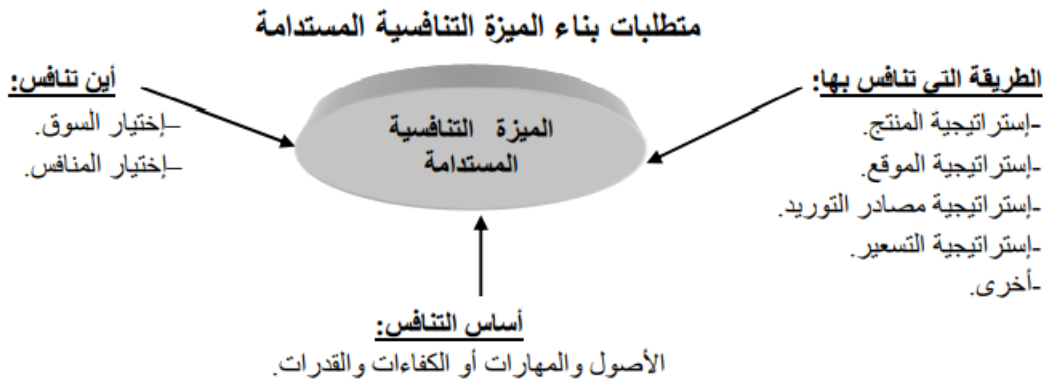 متطلبات بناء الميزة التنافسية المستدامة
الطريقة التي تنافس بها:
-إستراتيجية المنتج.
-إستراتيجية الموقع.
-إستراتيجية مصادر التوريد.
-إستراتيجية التسعير.
-أخرى.
الميزة التنافسية
المستدامة
أين تنافس:
–إختيار السوق.
–إختيار المنافس.
أساس التنافس:
الأصول والمهارات أو الكفاءات والقدرات.